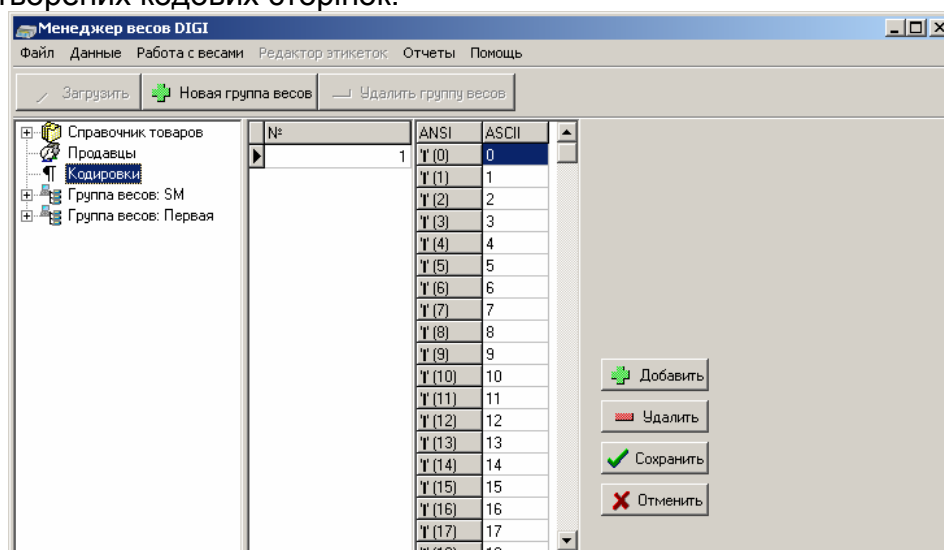 творених кодових сторінок.
Менеджер весов DIGI
Файл Данные Работа с весами Редактор этикеток Отчеты Помощь
Загрузить Новая группа весов Удалить группу весов
Справочник товаров
Продавцы
Кодировки
Группа весов: SM
Группа весов: Первая
№ ANSI ASCII
1 'I' (0) 0
'I' (1) 1
'I' (2) 2
'I' (3) 3
'I' (4) 4
'I' (5) 5
'I' (6) 6
'I' (7) 7
'I' (8) 8
'I' (9) 9
'I' (10) 10
'I' (11) 11
'I' (12) 12
'I' (13) 13
'I' (14) 14
'I' (15) 15
'I' (16) 16
'I' (17) 17
Добавить
Удалить
Сохранить
Отменить